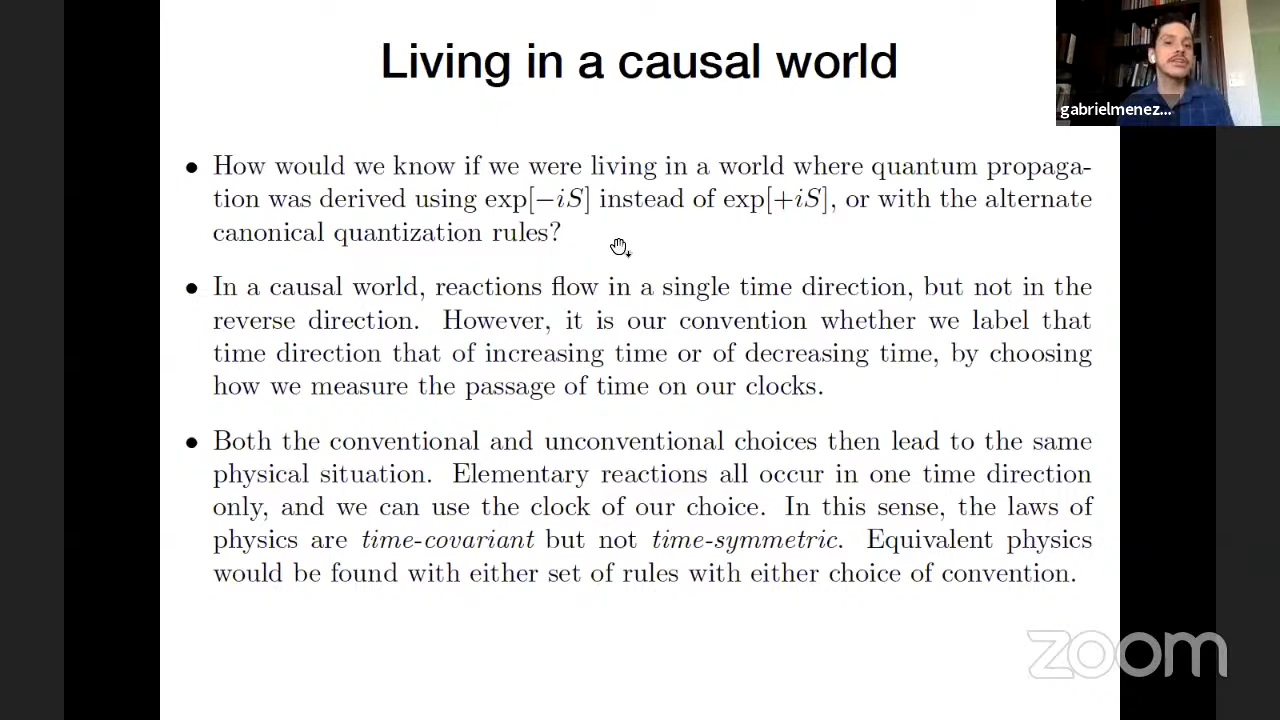 Living in a causal world
gabrielmenez...
• How would we know if we were living in a world where quantum propaga-
tion was derived using exp[−iS] instead of exp[+iS], or with the alternate
canonical quantization rules?
• In a causal world, reactions flow in a single time direction, but not in the
reverse direction. However, it is our convention whether we label that
time direction that of increasing time or of decreasing time, by choosing
how we measure the passage of time on our clocks.
• Both the conventional and unconventional choices then lead to the same
physical situation. Elementary reactions all occur in one time direction
only, and we can use the clock of our choice. In this sense, the laws of
physics are time-covariant but not time-symmetric. Equivalent physics
would be found with either set of rules with either choice of convention.
zoom